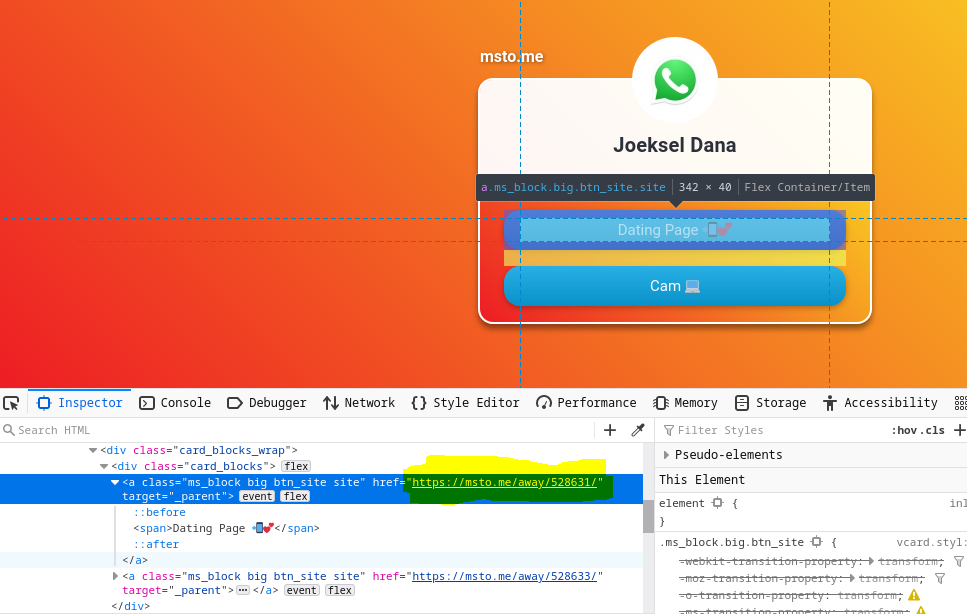 msto.me
Joeksel Dana
a.ms_block.big.btn_site.site 342 × 40 Flex Container/Item
Dating Page 📲💕
Cam 💻
Inspector Console Debugger Network Style Editor Performance Memory Storage Accessibility
Search HTML
Filter Styles :hov .cls
<div class="card_blocks_wrap">
<div class="card_blocks"> flex
<a class="ms_block big btn_site site" href="https://msto.me/away/528631/"
target="_parent"> event flex
::before
<span>Dating Page 📲💕</span>
::after
</a>
<a class="ms_block big btn_site site" href="https://msto.me/away/528633/"
target="_parent"> ⋯ </a> event flex
</div>
Pseudo-elements
This Element
element { inl
}
.ms_block.big.btn_site { vcard.styl:
-webkit-transition-property: transform;
-moz-transition-property: transform;
-o-transition-property: transform;
-ms-transition-property: transform;